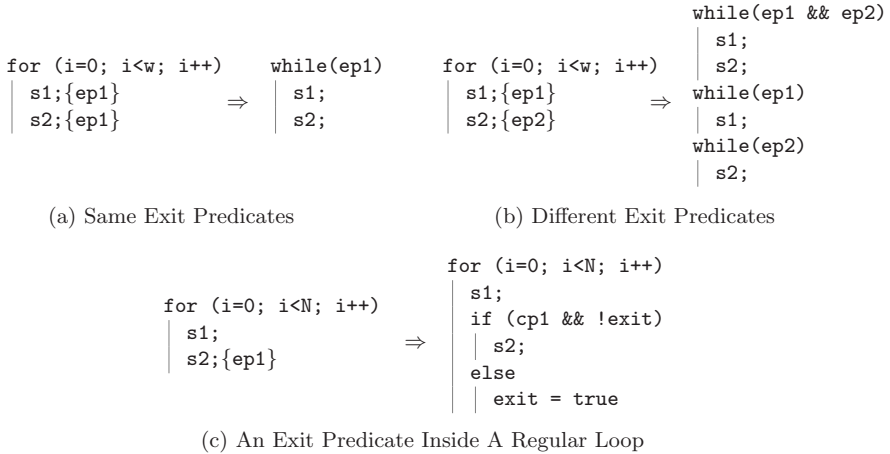 for (i=0; i<w; i++)
s1;{ep1}
s2;{ep1}
⇒
while(ep1)
s1;
s2;
(a) Same Exit Predicates
for (i=0; i<w; i++)
s1;{ep1}
s2;{ep2}
⇒
while(ep1 && ep2)
s1;
s2;
while(ep1)
s1;
while(ep2)
s2;
(b) Different Exit Predicates
for (i=0; i<N; i++)
s1;
s2;{ep1}
⇒
for (i=0; i<N; i++)
s1;
if (cp1 && !exit)
s2;
else
exit = true
(c) An Exit Predicate Inside A Regular Loop